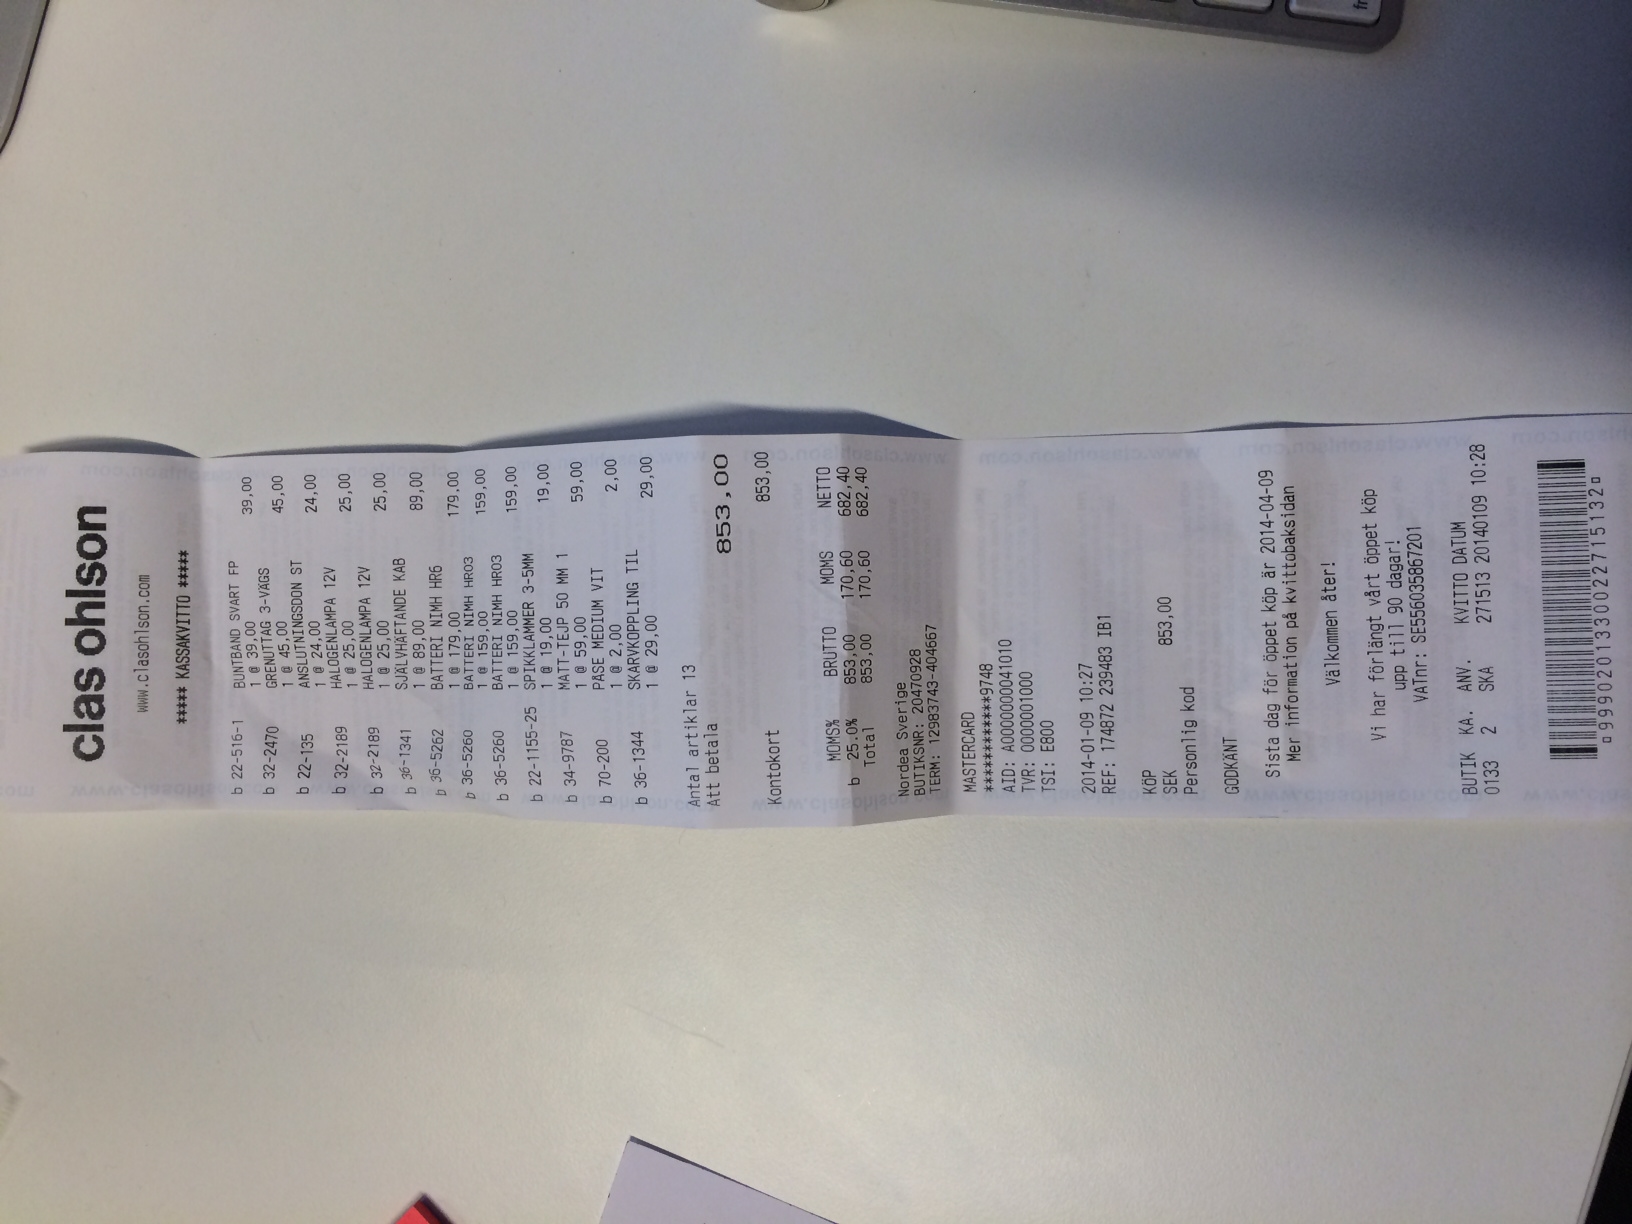 clas ohlson
www.clasohlson.com
***** KASSAKVITTO *****
b 22-516-1 BUNTBAND SVART FP
1 @ 39,00 39,00
b 32-2470 GRENUTTAG 3-VÄGS
1 @ 45,00 45,00
b 22-135 ANSLUTNINGSDON ST
1 @ 24,00 24,00
b 32-2189 HALOGENLAMPA 12V
1 @ 25,00 25,00
b 32-2189 HALOGENLAMPA 12V
1 @ 25,00 25,00
b 36-1341 SJÄLVHÄFTANDE KAB
1 @ 89,00 89,00
b 36-5262 BATTERI NIMH HR6
1 @ 179,00 179,00
b 36-5260 BATTERI NIMH HR03
1 @ 159,00 159,00
b 36-5260 BATTERI NIMH HR03
1 @ 159,00 159,00
b 22-1155-25 SPIKKLAMMER 3-5MM
1 @ 19,00 19,00
b 34-9787 MATT-TEJP 50 MM 1
1 @ 59,00 59,00
b 70-200 PÅSE MEDIUM VIT
1 @ 2,00 2,00
b 36-1344 SKARVKOPPLING TIL
1 @ 29,00 29,00
Antal artiklar 13
Att betala 853,00
Kontokort 853,00
MOMS% BRUTTO MOMS NETTO
b 25.0% 853,00 170,60 682,40
Total 853,00 170,60 682,40
Nordea Sverige
BUTIKSNR: 20470928
TERM: 12983743-404667
MASTERCARD
************9748
AID: A0000000041010
TVR: 0000001000
TSI: E800
2014-01-09 10:27
REF: 174872 239483 IB1
KÖP
SEK 853,00
Personlig kod
GODKÄNT
Sista dag för öppet köp är 2014-04-09
Mer information på kvittobaksidan
Välkommen åter!
Vi har förlängt vårt öppet köp
upp till 90 dagar!
VATnr: SE556035867201
BUTIK KA. ANV. KVITTO DATUM
0133 2 SKA 271513 20140109 10:28
¤9990201330022715132¤